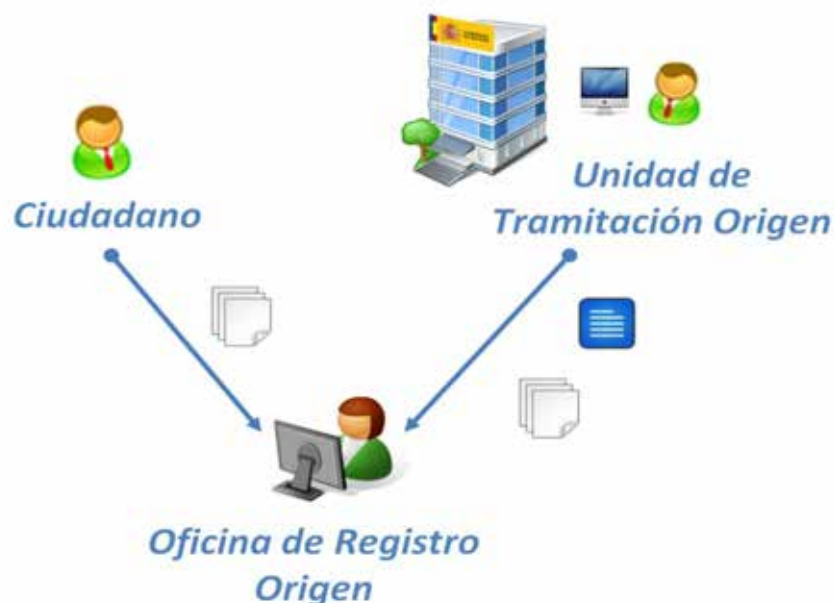 Ciudadano
Unidad de
Tramitación Origen
Oficina de Registro
Origen